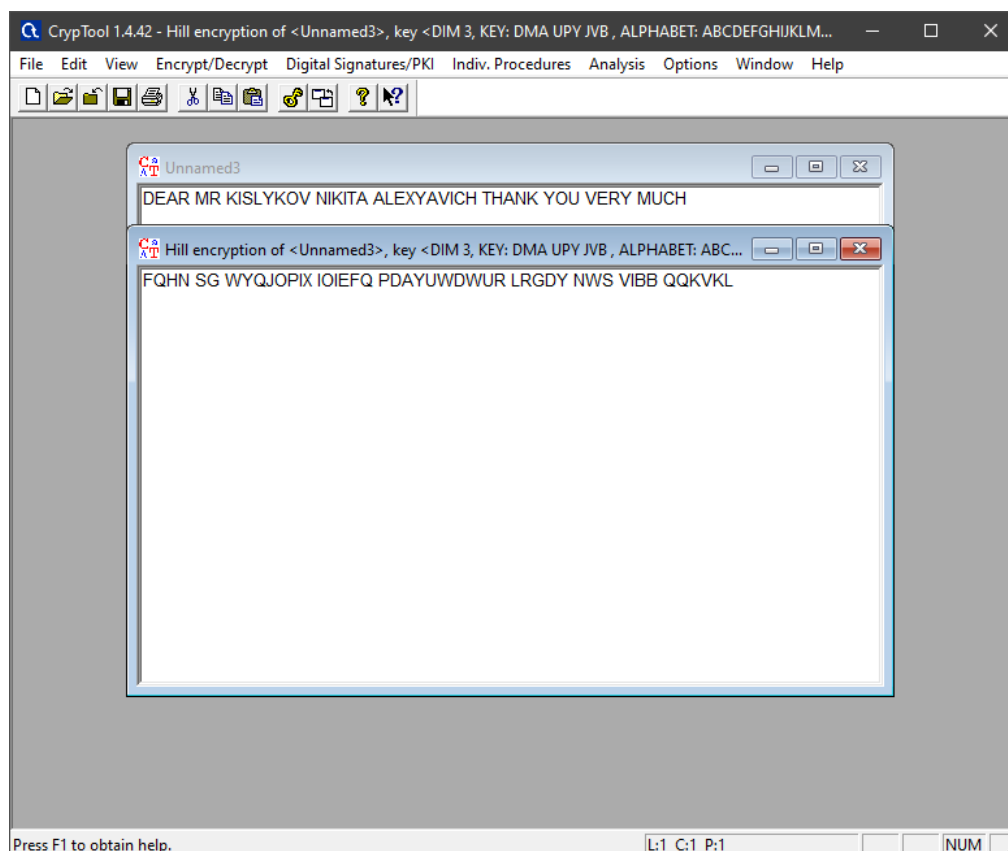 CrypTool 1.4.42 - Hill encryption of <Unnamed3>, key <DIM 3, KEY: DMA UPY JVB , ALPHABET: ABCDEFGHIJKLM...
File Edit View Encrypt/Decrypt Digital Signatures/PKI Indiv. Procedures Analysis Options Window Help
Unnamed3
DEAR MR KISLYKOV NIKITA ALEXYAVICH THANK YOU VERY MUCH
Hill encryption of <Unnamed3>, key <DIM 3, KEY: DMA UPY JVB , ALPHABET: ABC...
FQHN SG WYQJOPIX IOIEFQ PDAYUWDWUR LRGDY NWS VIBB QQKVKL
Press F1 to obtain help. L:1 C:1 P:1 NUM